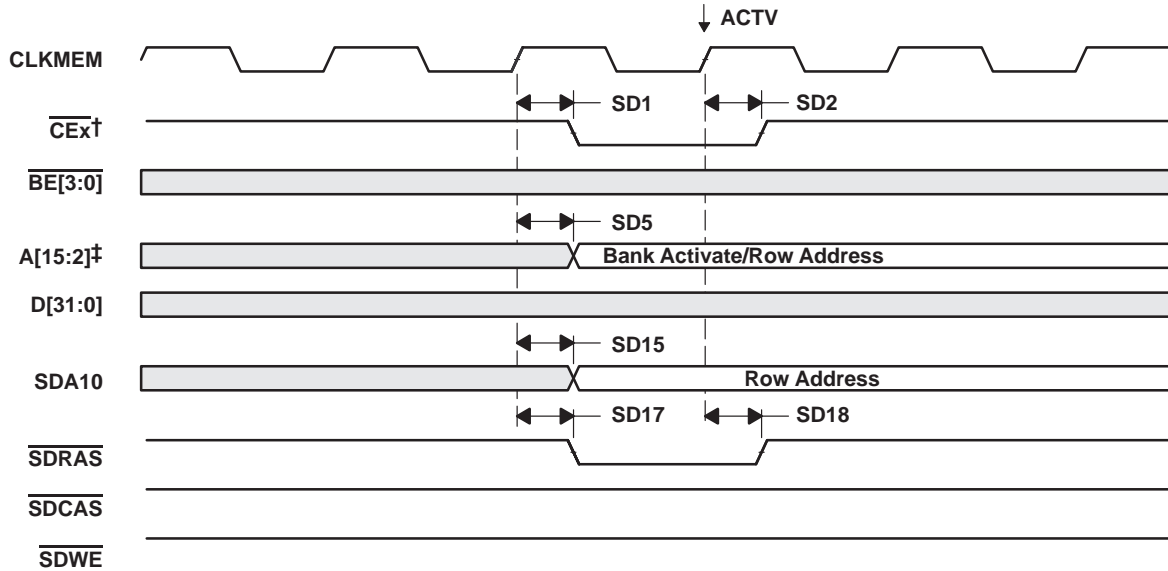 ACTV
CLKMEM
SD1
SD2
CEx†
BE[3:0]
SD5
A[15:2]‡
Bank Activate/Row Address
D[31:0]
SD15
SDA10
Row Address
SD17
SD18
SDRAS
SDCAS
SDWE